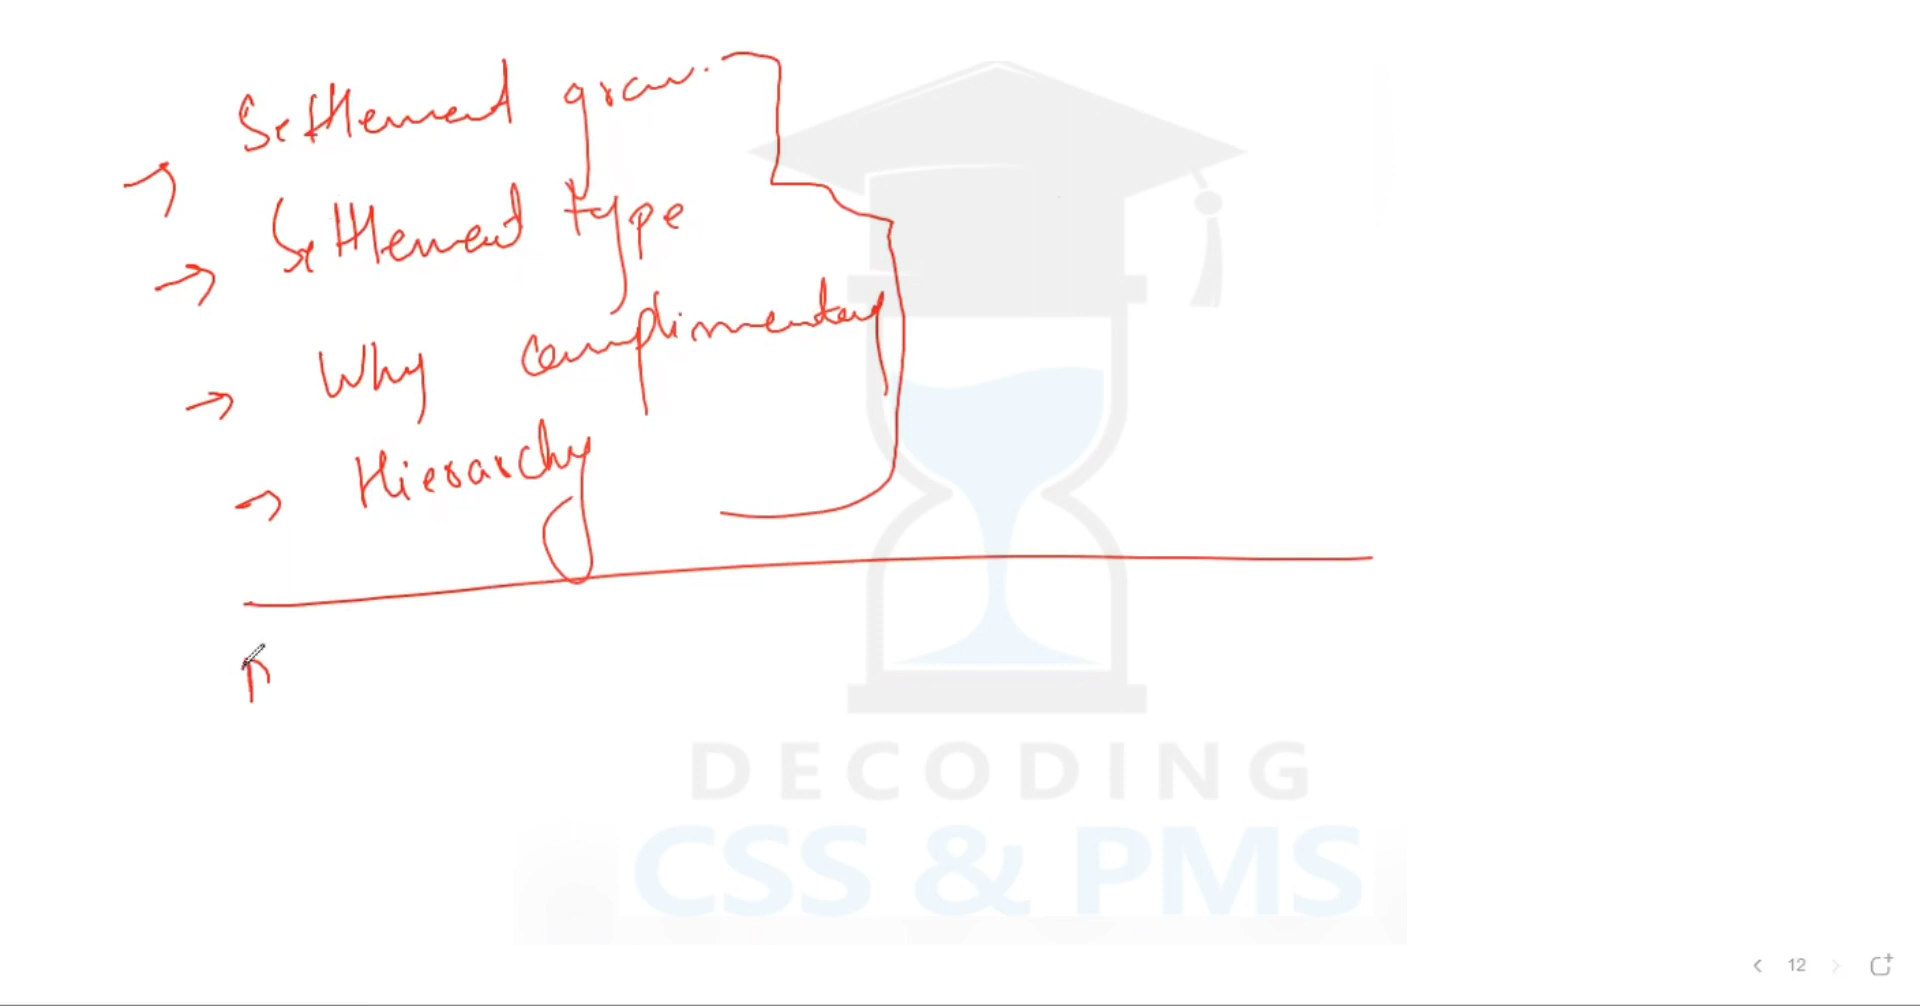 → Settlement grow.
→ Settlement type
→ Why complimentary
→ Hierarchy
DECODING
CSS & PMS
< 12 >